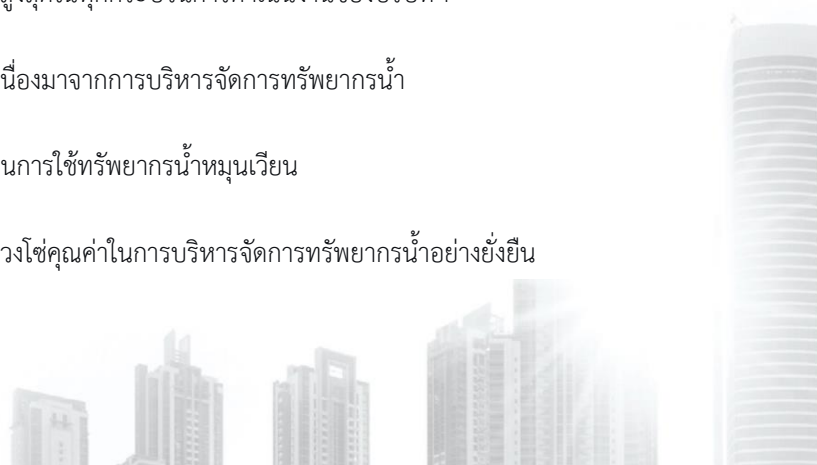 นื่องมาจากการบริหารจัดการทรัพยากรน้ำ
นการใช้ทรัพยากรน้ำหมุนเวียน
วงโซ่คุณค่าในการบริหารจัดการทรัพยากรน้ำอย่างยั่งยืน